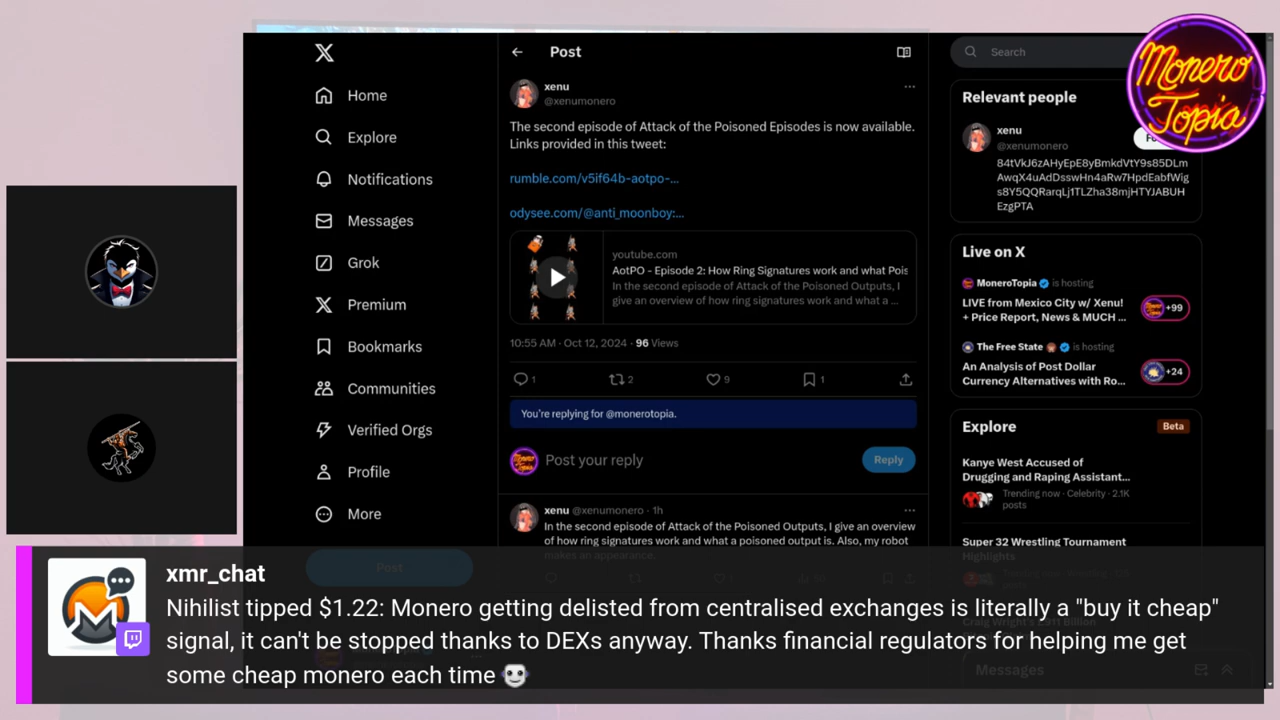 Post
Search
Monero
Topia
Home
Explore
Notifications
Messages
Grok
Premium
Bookmarks
Communities
Verified Orgs
Profile
More
Post
xenu
@xenumonero
The second episode of Attack of the Poisoned Episodes is now available.
Links provided in this tweet:
rumble.com/v5if64b-aotpo-...
odysee.com/@anti_moonboy:...
youtube.com
AotPO - Episode 2: How Ring Signatures work and what Pois
In the second episode of Attack of the Poisoned Outputs, I
give an overview of how ring signatures work and what a ...
10:55 AM · Oct 12, 2024 · 96 Views
1 2 9 1
You're replying for @monerotopia.
Post your reply
Reply
xenu @xenumonero · 1h
In the second episode of Attack of the Poisoned Outputs, I give an overview
of how ring signatures work and what a poisoned output is. Also, my robot
makes an appearance.
Relevant people
xenu
@xenumonero
84tVkJ6zAHyEpE8yBmkdVtY9s85DLm
AwqX4uAdDsswHn4aRw7HpdEabfWig
s8Y5QQRarqLj1TLZha38mjHTYJABUH
EzgPTA
Live on X
MoneroTopia is hosting
LIVE from Mexico City w/ Xenu!
+ Price Report, News & MUCH ...
+99
The Free State is hosting
An Analysis of Post Dollar
Currency Alternatives with Ro...
+24
Explore
Beta
Kanye West Accused of
Drugging and Raping Assistant...
Trending now · Celebrity · 2.1K
posts
Super 32 Wrestling Tournament
Highlights
Craig Wright's £911 Billion
Messages
xmr_chat
Nihilist tipped $1.22: Monero getting delisted from centralised exchanges is literally a "buy it cheap"
signal, it can't be stopped thanks to DEXs anyway. Thanks financial regulators for helping me get
some cheap monero each time